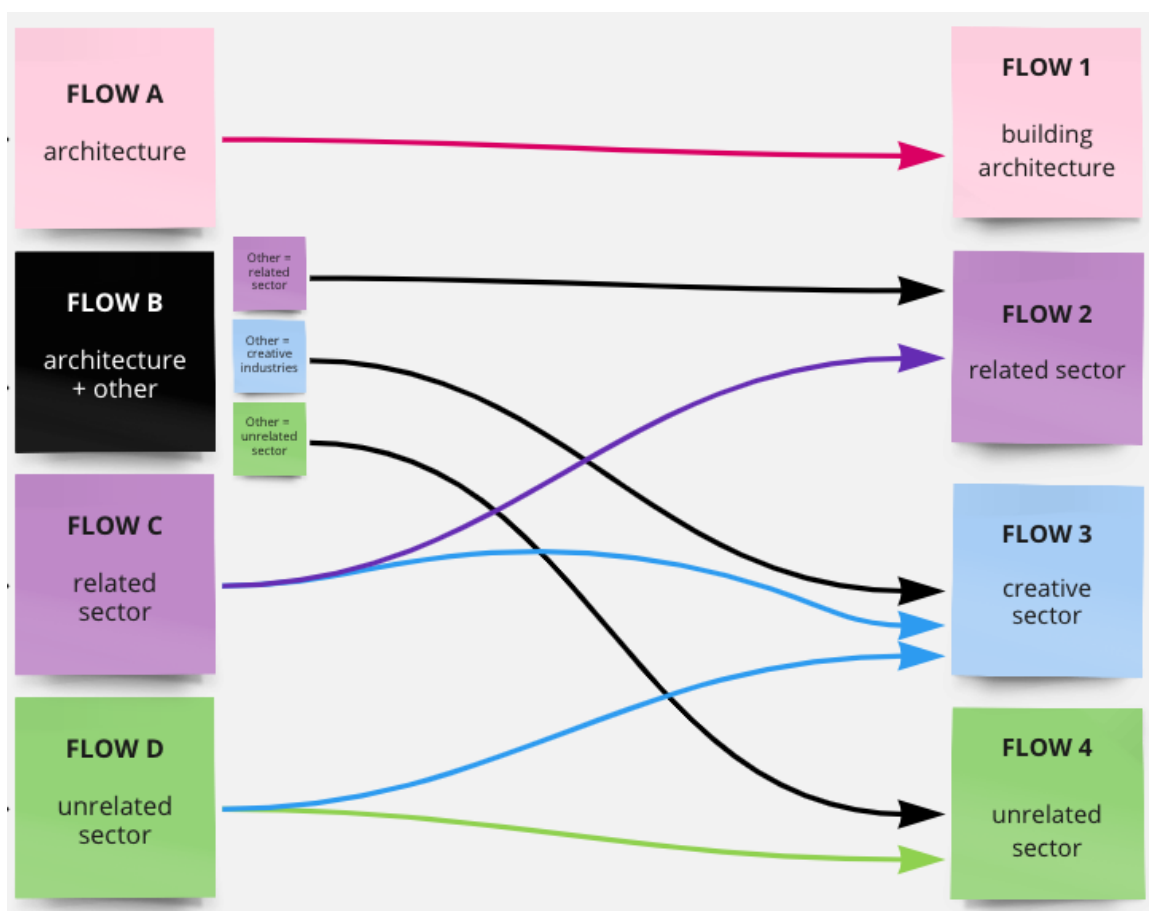 FLOW A
architecture
FLOW B
architecture
+ other
Other =
related
sector
Other =
creative
industries
Other =
unrelated
sector
FLOW C
related
sector
FLOW D
unrelated
sector
FLOW 1
building
architecture
FLOW 2
related sector
FLOW 3
creative
sector
FLOW 4
unrelated
sector